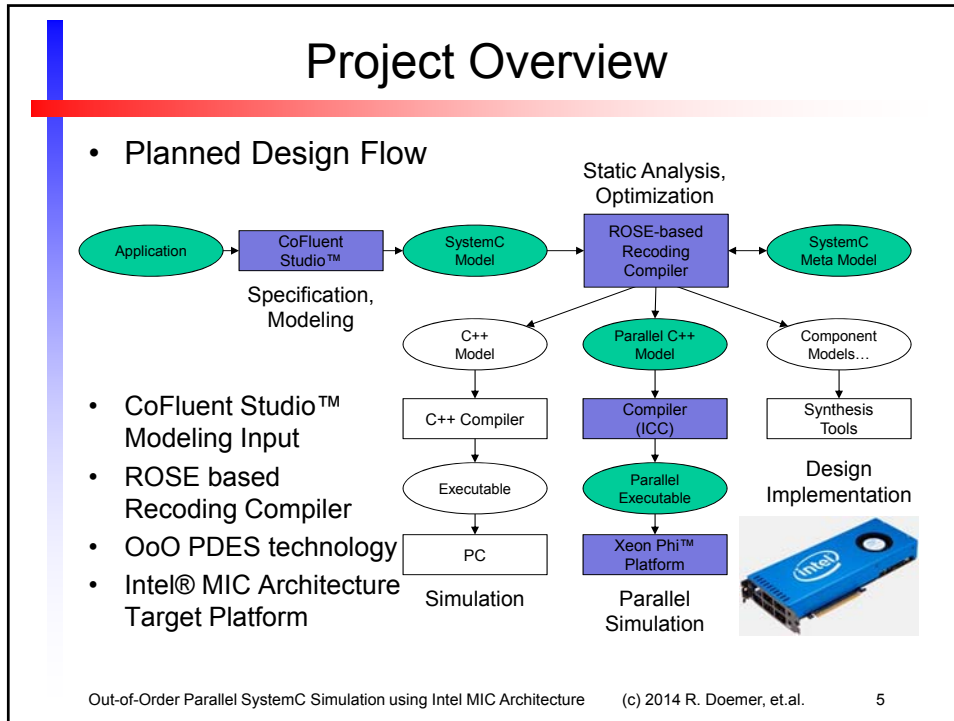 Project Overview
• Planned Design Flow
Static Analysis,
Optimization
Application
CoFluent
Studio™
SystemC
Model
ROSE-based
Recoding
Compiler
SystemC
Meta Model
Specification,
Modeling
C++
Model
Parallel C++
Model
Component
Models…
• CoFluent Studio™
Modeling Input
• ROSE based
Recoding Compiler
• OoO PDES technology
• Intel® MIC Architecture
Target Platform
C++ Compiler
Compiler
(ICC)
Synthesis
Tools
Executable
Parallel
Executable
Design
Implementation
PC
Xeon Phi™
Platform
Simulation
Parallel
Simulation
intel
Out-of-Order Parallel SystemC Simulation using Intel MIC Architecture (c) 2014 R. Doemer, et.al. 5